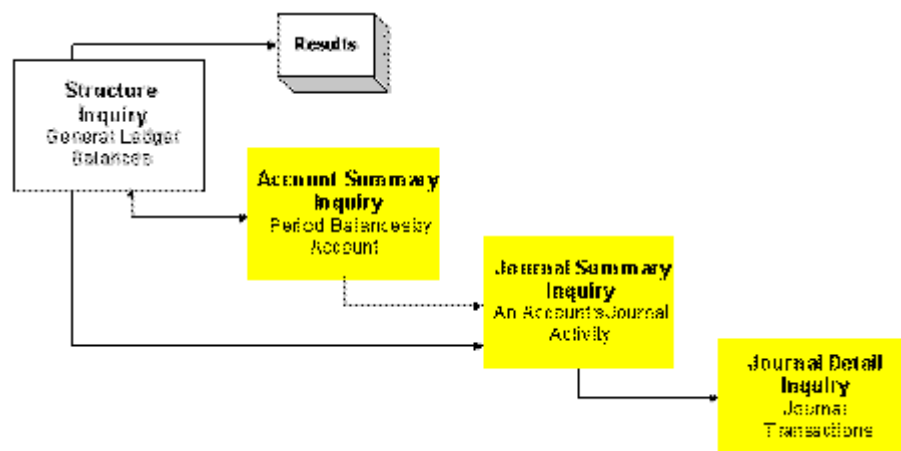 Results
Structure
Inquiry
General Ledger
Balances
Account Summary
Inquiry
Period Balances by
Account
Journal Summary
Inquiry
An Account's Journal
Activity
Journal Detail
Inquiry
Journal
Transactions